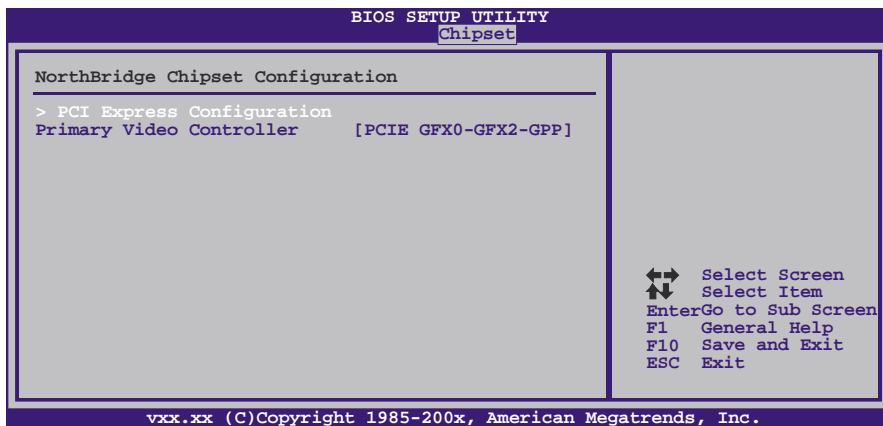 BIOS SETUP UTILITY
Chipset
NorthBridge Chipset Configuration
> PCI Express Configuration
Primary Video Controller [PCIE GFX0-GFX2-GPP]
Select Screen
Select Item
EnterGo to Sub Screen
F1 General Help
F10 Save and Exit
ESC Exit
vxx.xx (C)Copyright 1985-200x, American Megatrends, Inc.